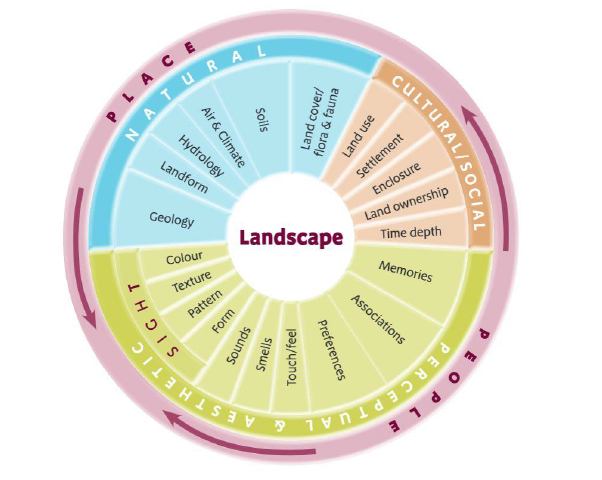 PLACE
NATURAL
CULTURAL/SOCIAL
Geology
Landform
Hydrology
Air & Climate
Soils
Land cover/
flora & fauna
Land use
Settlement
Enclosure
Land ownership
Time depth
Landscape
Memories
Associations
Preferences
Touch/feel
Smells
Sounds
Form
Pattern
Texture
Colour
SIGHT
PERCEPTUAL & AESTHETIC
PEOPLE